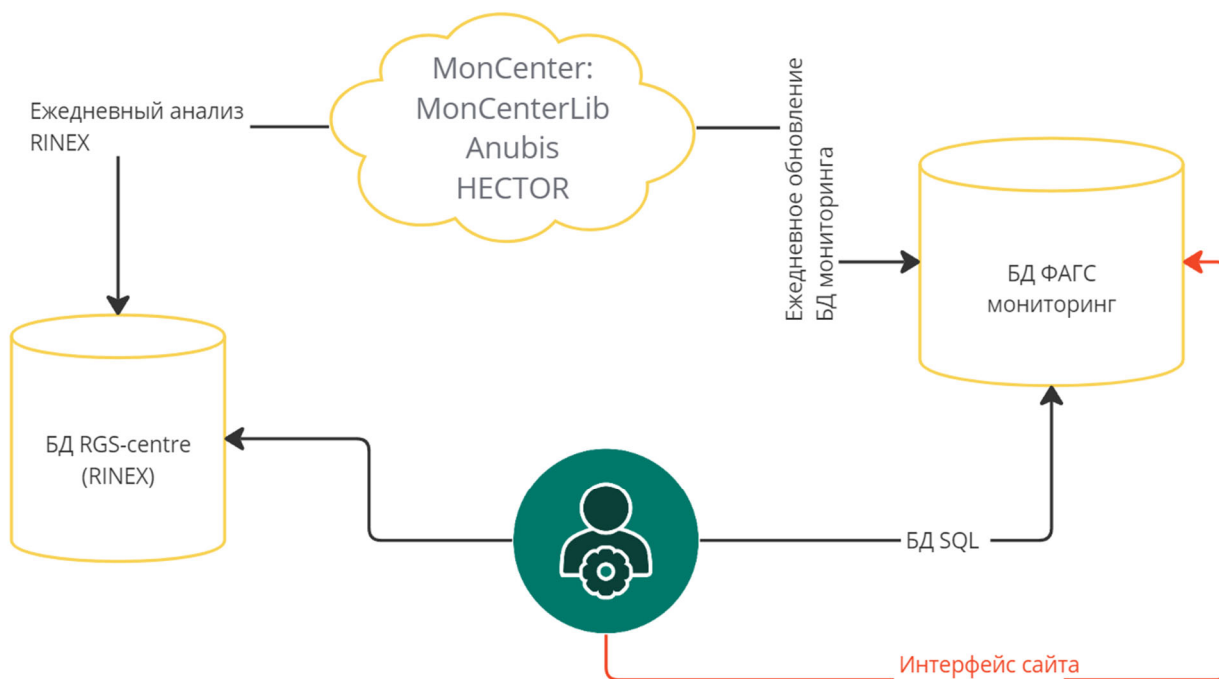 MonCenter:
MonCenterLib
Anubis
HECTOR
Ежедневный анализ
RINEX
Ежедневное обновление
БД мониторинга
БД ФАГС
мониторинг
БД RGS-centre
(RINEX)
БД SQL
Интерфейс сайта